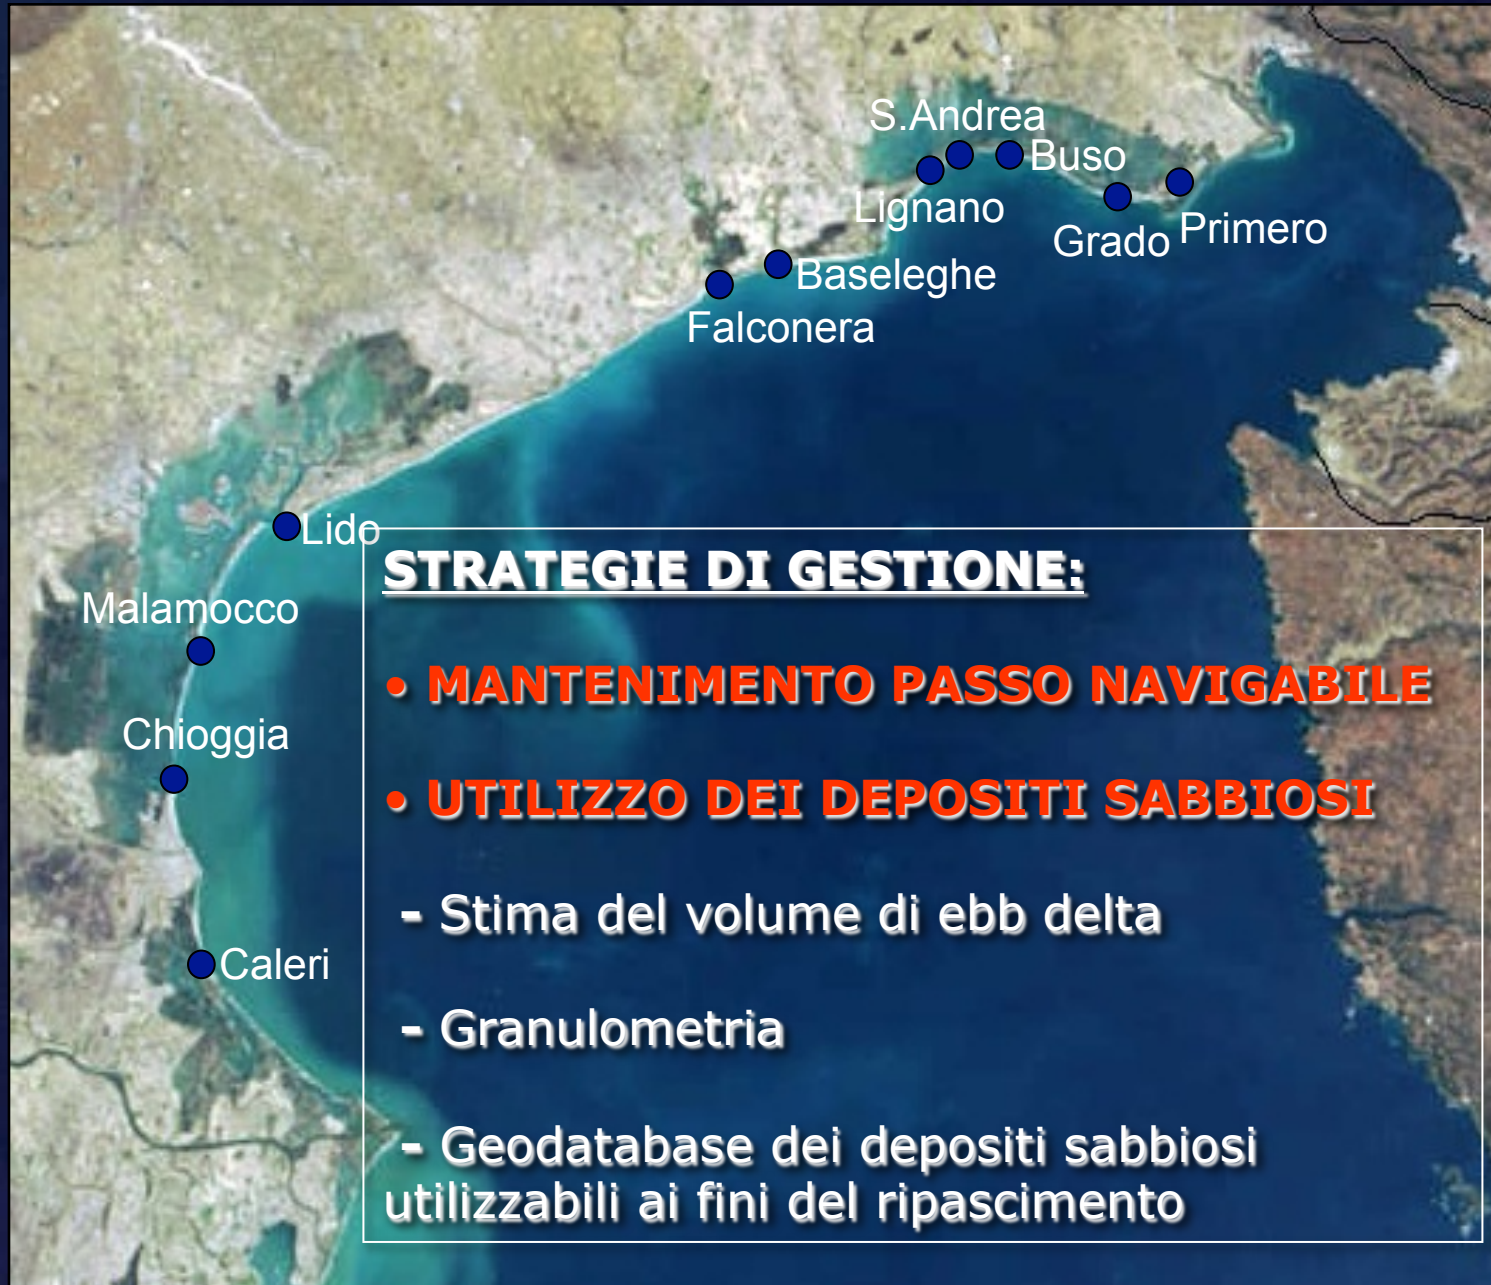 S.Andrea
Buso
Lignano
Grado
Primero
Baseleghe
Falconera
Lido
Malamocco
Chioggia
Caleri
STRATEGIE DI GESTIONE:
• MANTENIMENTO PASSO NAVIGABILE
• UTILIZZO DEI DEPOSITI SABBIOSI
- Stima del volume di ebb delta
- Granulometria
- Geodatabase dei depositi sabbiosi
utilizzabili ai fini del ripascimento